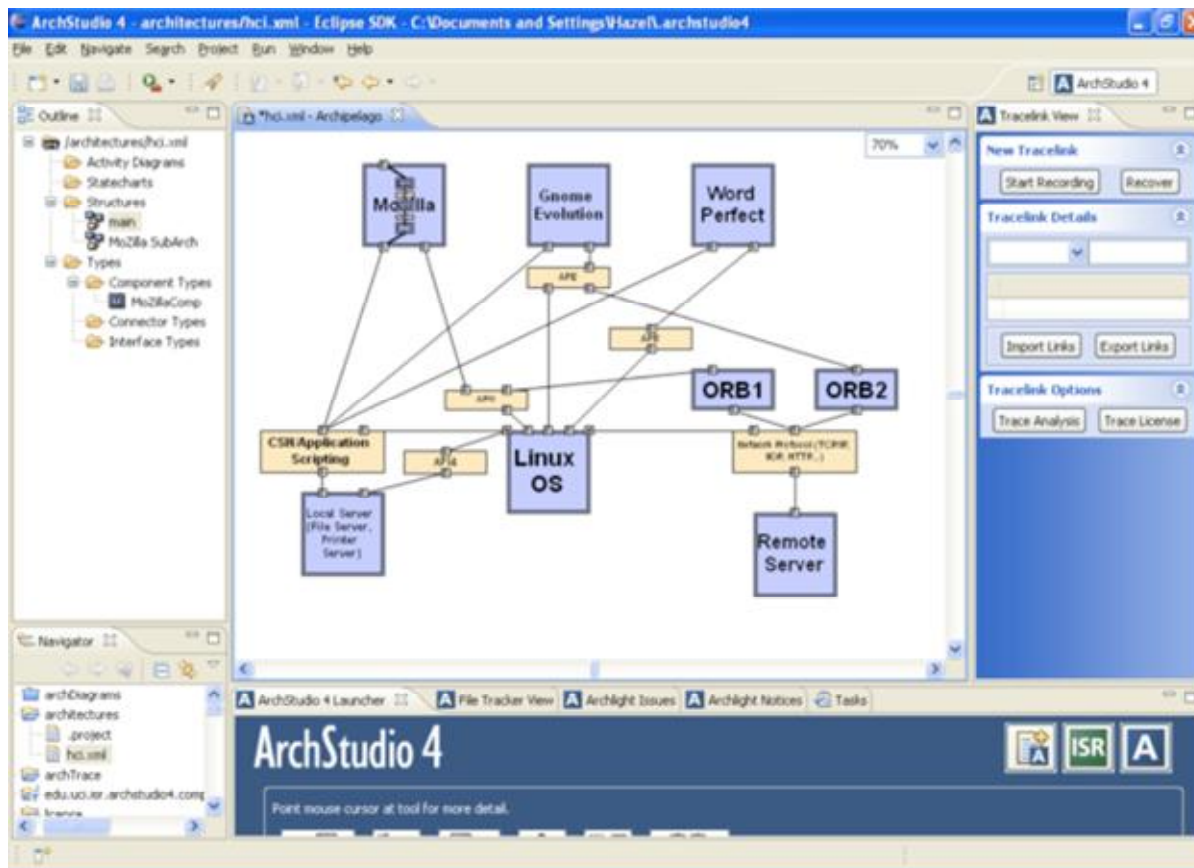 ArchStudio 4 - architectures/hci.xml - Eclipse SDK - C:\Documents and Settings\Hazel\.archstudio4
File Edit Navigate Search Project Run Window Help
ArchStudio 4
Outline
/architectures/hci.xml
Activity Diagrams
Statecharts
Structures
main
MoZilla SubArch
Types
Component Types
MoZillaComp
Connector Types
Interface Types
*hci.xml - Archipelago
70%
Mozilla
Gnome
Evolution
Word
Perfect
ORB1
ORB2
CSH/Application
Scripting
Linux
OS
Network Protocol (TCP/IP,
HTTP, )
Local Server
(File Server,
Printer
Server)
Remote
Server
Tracelink View
New Tracelink
Start Recording Recover
Tracelink Details
Import Links Export Links
Tracelink Options
Trace Analysis Trace License
Navigator
archDiagrams
architectures
.project
hci.xml
archTrace
edu.uci.isr.archstudio4.comp
licence
ArchStudio 4 Launcher File Tracker View Archlight Issues Archlight Notices Tasks
ArchStudio 4
ISR A
Point mouse cursor at tool for more detail.